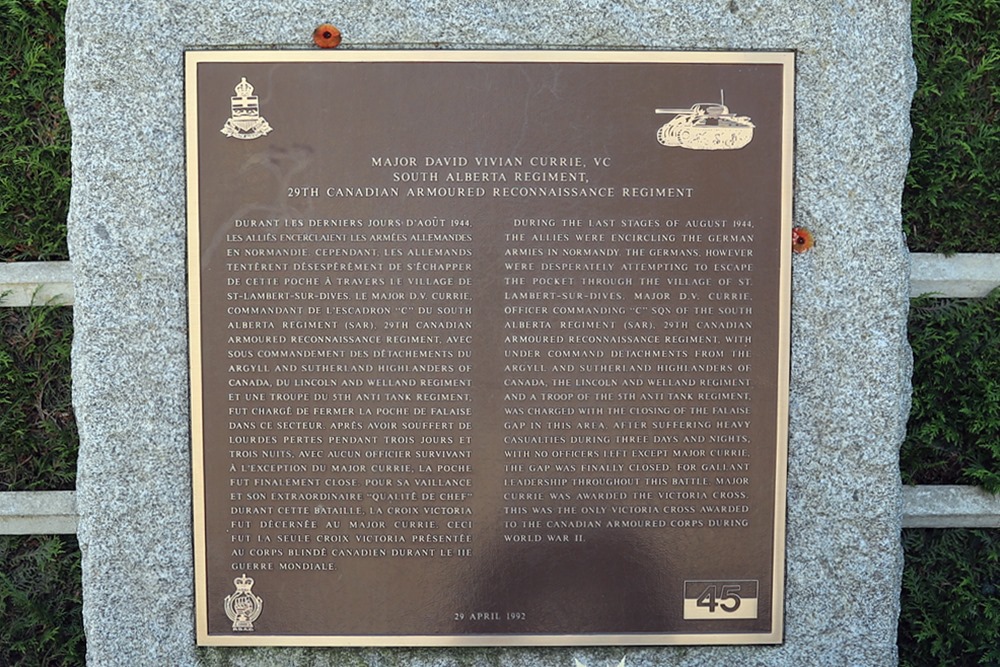 MAJOR DAVID VIVIAN CURRIE, VC
SOUTH ALBERTA REGIMENT,
29TH CANADIAN ARMOURED RECONNAISSANCE REGIMENT
DURANT LES DERNIERS JOURS D'AOÛT 1944,
LES ALLIÉS ENCERCLAIENT LES ARMÉES ALLEMANDES
EN NORMANDIE. CEPENDANT, LES ALLEMANDS
TENTÈRENT DÉSESPÉRÉMENT DE S'ÉCHAPPER
DE CETTE POCHE À TRAVERS LE VILLAGE DE
ST-LAMBERT-SUR-DIVES. LE MAJOR D.V. CURRIE,
COMMANDANT DE L'ESCADRON "C" DU SOUTH
ALBERTA REGIMENT (SAR), 29TH CANADIAN
ARMOURED RECONNAISSANCE REGIMENT, AVEC
SOUS COMMANDEMENT DES DÉTACHEMENTS DU
ARGYLL AND SUTHERLAND HIGHLANDERS OF
CANADA, DU LINCOLN AND WELLAND REGIMENT
ET UNE TROUPE DU 5TH ANTI TANK REGIMENT,
FUT CHARGÉ DE FERMER LA POCHE DE FALAISE
DANS CE SECTEUR. APRÈS AVOIR SOUFFERT DE
LOURDES PERTES PENDANT TROIS JOURS ET
TROIS NUITS, AVEC AUCUN OFFICIER SURVIVANT
À L'EXCEPTION DU MAJOR CURRIE, LA POCHE
FUT FINALEMENT CLOSE. POUR SA VAILLANCE
ET SON EXTRAORDINAIRE "QUALITÉ DE CHEF"
DURANT CETTE BATAILLE, LA CROIX VICTORIA
FUT DÉCERNÉE AU MAJOR CURRIE. CECI
FUT LA SEULE CROIX VICTORIA PRÉSENTÉE
AU CORPS BLINDÉ CANADIEN DURANT LE IIE
GUERRE MONDIALE.
DURING THE LAST STAGES OF AUGUST 1944,
THE ALLIES WERE ENCIRCLING THE GERMAN
ARMIES IN NORMANDY. THE GERMANS, HOWEVER
WERE DESPERATELY ATTEMPTING TO ESCAPE
THE POCKET THROUGH THE VILLAGE OF ST.
LAMBERT-SUR-DIVES. MAJOR D.V. CURRIE,
OFFICER COMMANDING "C" SQN OF THE SOUTH
ALBERTA REGIMENT (SAR), 29TH CANADIAN
ARMOURED RECONNAISSANCE REGIMENT, WITH
UNDER COMMAND DETACHMENTS FROM THE
ARGYLL AND SUTHERLAND HIGHLANDERS OF
CANADA, THE LINCOLN AND WELLAND REGIMENT
AND A TROOP OF THE 5TH ANTI TANK REGIMENT,
WAS CHARGED WITH THE CLOSING OF THE FALAISE
GAP IN THIS AREA. AFTER SUFFERING HEAVY
CASUALTIES DURING THREE DAYS AND NIGHTS,
WITH NO OFFICERS LEFT EXCEPT MAJOR CURRIE,
THE GAP WAS FINALLY CLOSED. FOR GALLANT
LEADERSHIP THROUGHOUT THIS BATTLE, MAJOR
CURRIE WAS AWARDED THE VICTORIA CROSS.
THIS WAS THE ONLY VICTORIA CROSS AWARDED
TO THE CANADIAN ARMOURED CORPS DURING
WORLD WAR II.
29 APRIL 1992
45